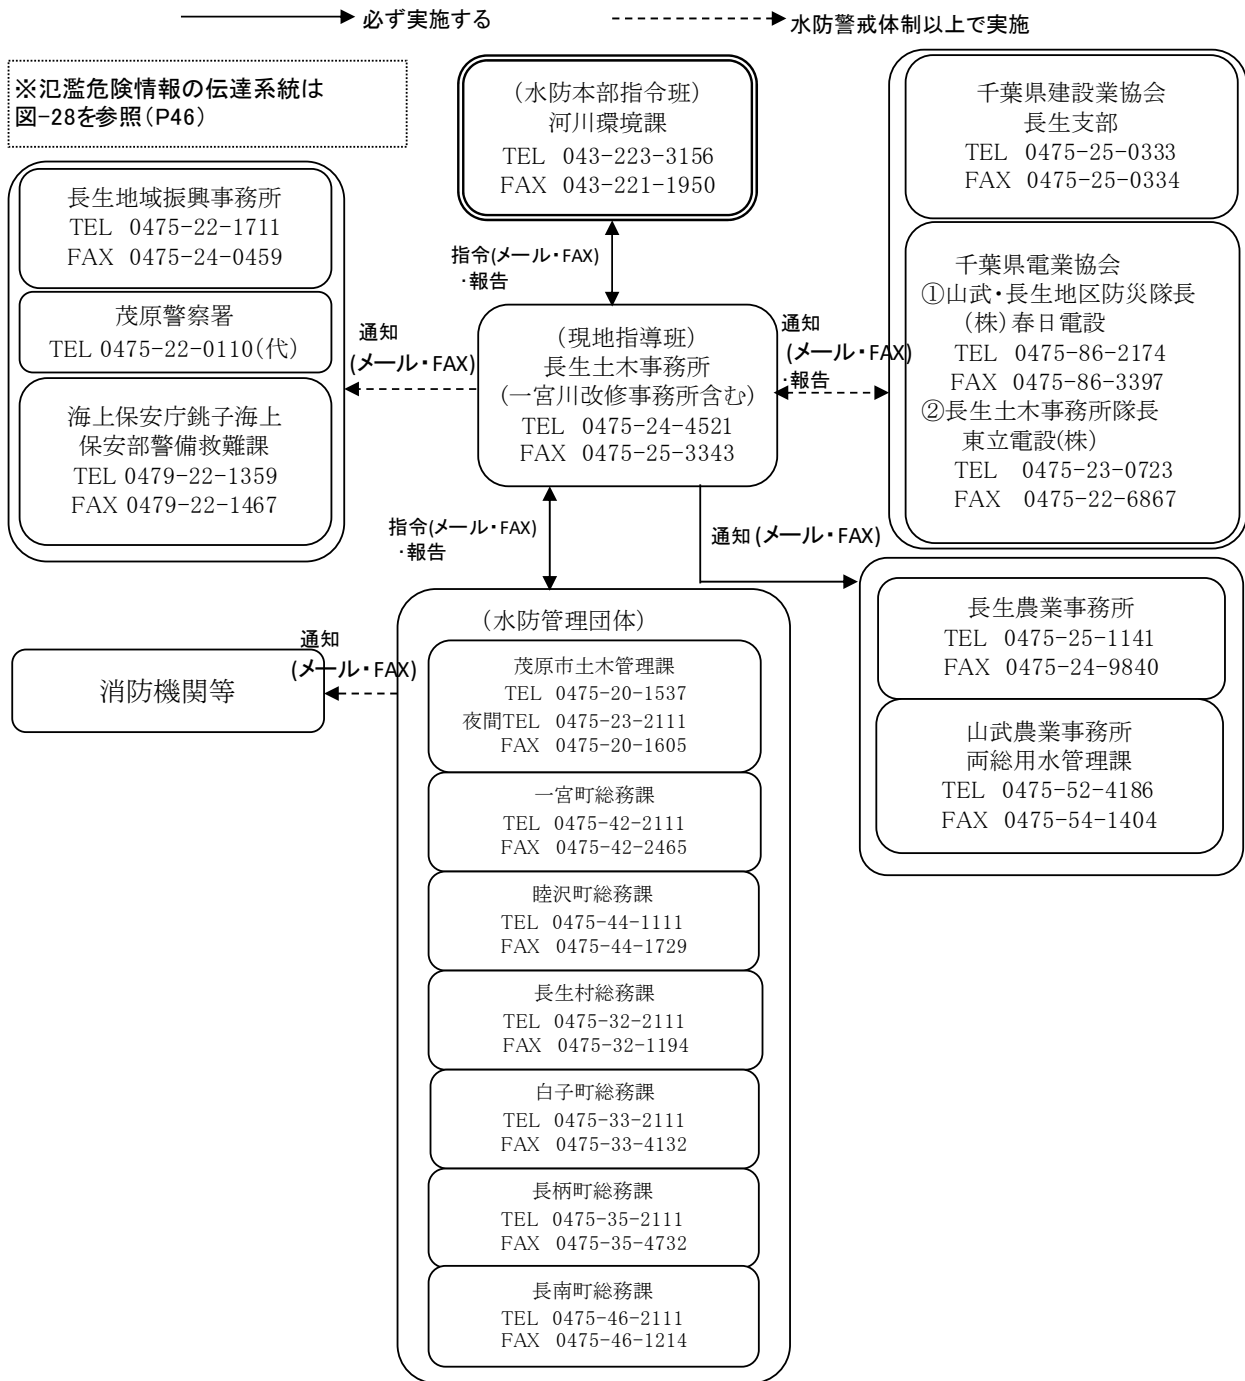 必ず実施する
水防警戒体制以上で実施
※氾濫危険情報の伝達系統は
図-28を参照(P46)
(水防本部指令班)
河川環境課
TEL 043-223-3156
FAX 043-221-1950
千葉県建設業協会
長生支部
TEL 0475-25-0333
FAX 0475-25-0334
長生地域振興事務所
TEL 0475-22-1711
FAX 0475-24-0459
茂原警察署
TEL 0475-22-0110(代)
海上保安庁銚子海上
保安部警備救難課
TEL 0479-22-1359
FAX 0479-22-1467
指令(メール・FAX)
・報告
通知
(メール・FAX)
(現地指導班)
長生土木事務所
(一宮川改修事務所含む)
TEL 0475-24-4521
FAX 0475-25-3343
通知
(メール・FAX)
・報告
千葉県電業協会
①山武・長生地区防災隊長
(株)春日電設
TEL 0475-86-2174
FAX 0475-86-3397
②長生土木事務所隊長
東立電設(株)
TEL 0475-23-0723
FAX 0475-22-6867
指令(メール・FAX)
・報告
通知(メール・FAX)
長生農業事務所
TEL 0475-25-1141
FAX 0475-24-9840
山武農業事務所
両総用水管理課
TEL 0475-52-4186
FAX 0475-54-1404
通知
(メール・FAX)
消防機関等
(水防管理団体)
茂原市土木管理課
TEL 0475-20-1537
夜間TEL 0475-23-2111
FAX 0475-20-1605
一宮町総務課
TEL 0475-42-2111
FAX 0475-42-2465
睦沢町総務課
TEL 0475-44-1111
FAX 0475-44-1729
長生村総務課
TEL 0475-32-2111
FAX 0475-32-1194
白子町総務課
TEL 0475-33-2111
FAX 0475-33-4132
長柄町総務課
TEL 0475-35-2111
FAX 0475-35-4732
長南町総務課
TEL 0475-46-2111
FAX 0475-46-1214